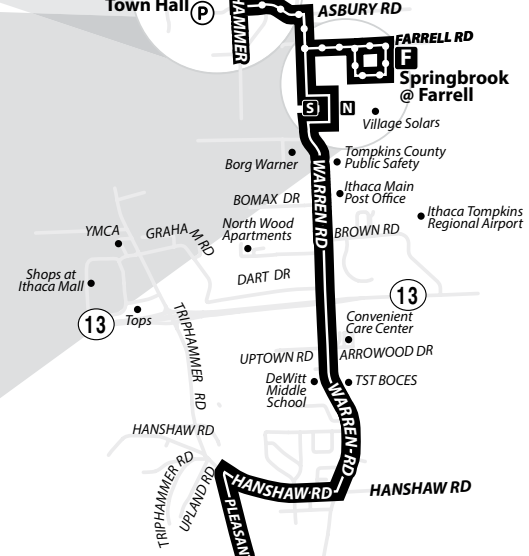 Town Hall P
HAMMER
ASBURY RD
FARRELL RD
F
Springbrook
@ Farrell
S N
Village Solars
Borg Warner
Tompkins County
Public Safety
WARREN RD
Ithaca Main
Post Office
BOMAX DR
Ithaca Tompkins
Regional Airport
YMCA
GRAHAM RD
North Wood
Apartments
BROWN RD
Shops at
Ithaca Mall
DART DR
13
13
Tops
TRIPHAMMER RD
Convenient
Care Center
UPTOWN RD
ARROWOOD DR
DeWitt
Middle
School
TST BOCES
WARREN-RD
HANSHAW RD
TRIPHAMMER RD
UPLAND RD
HANSHAW-RD
HANSHAW RD
PLEASAN